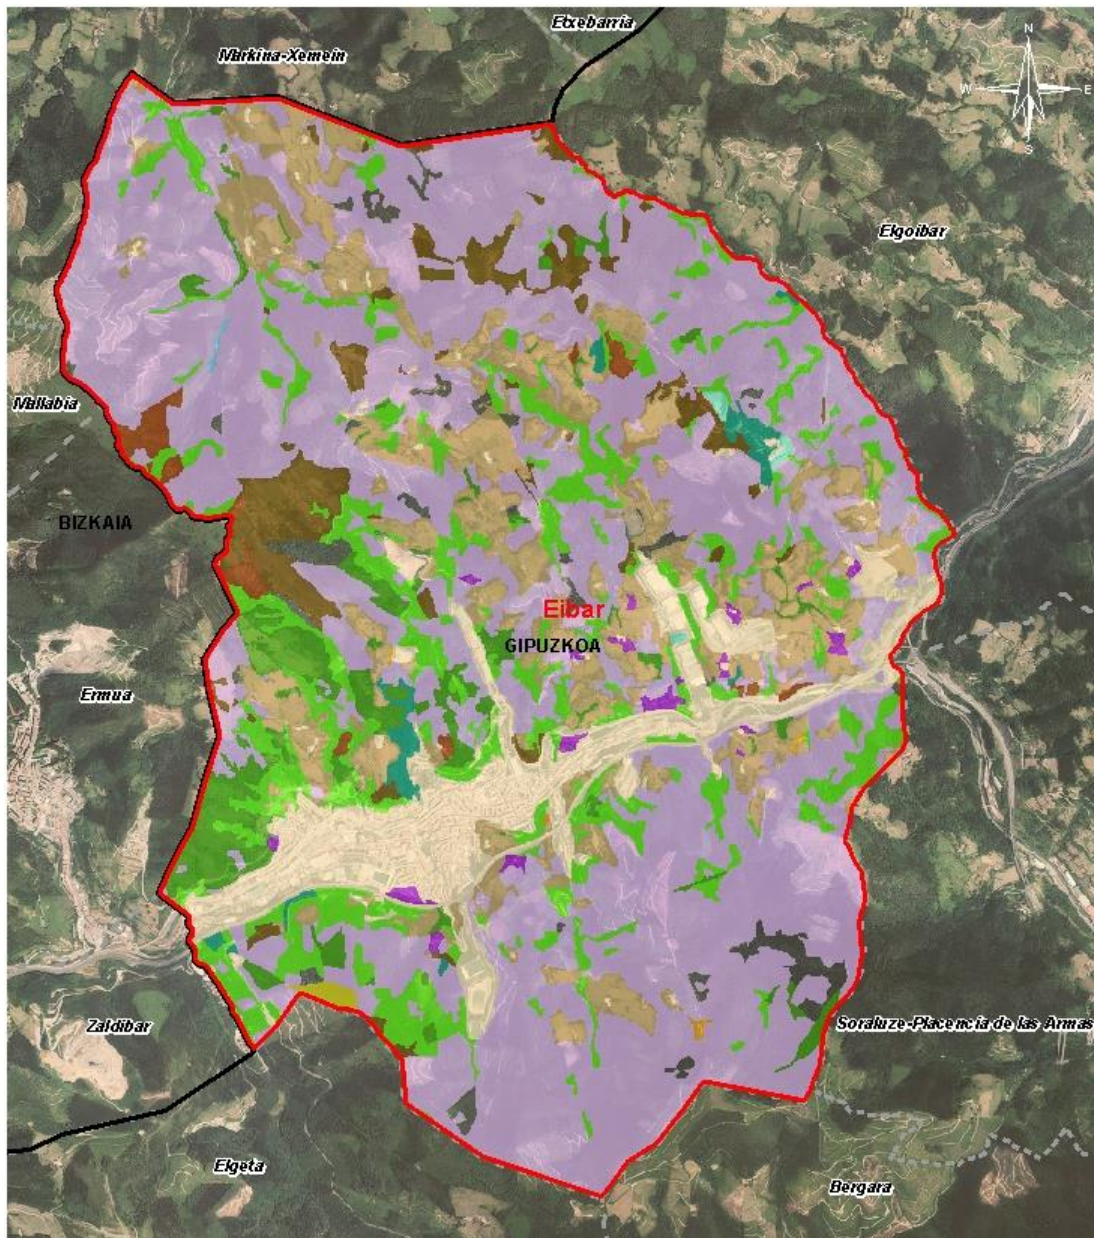 Etxebarria
Markina-Xemein
N
W
E
S
Elgoibar
Mallabia
BIZKAIA
Eibar
GIPUZKOA
Ermua
Zaldibar
Soraluze-Placencia de las Armas
Elgeta
Bergara